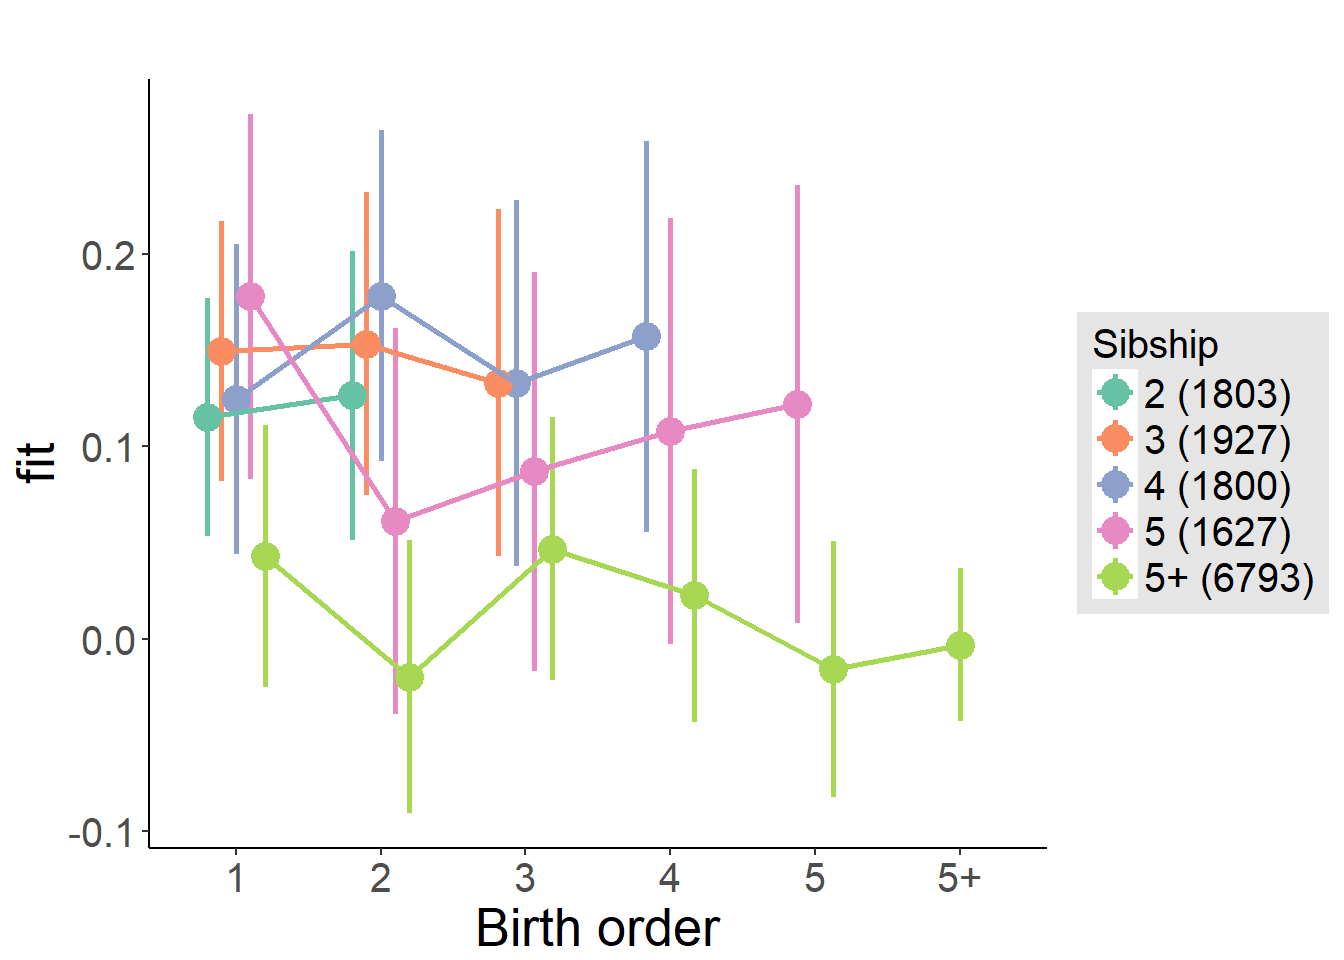 fit
0.2
0.1
0.0
-0.1
1 2 3 4 5 5+
Birth order
Sibship
2 (1803)
3 (1927)
4 (1800)
5 (1627)
5+ (6793)